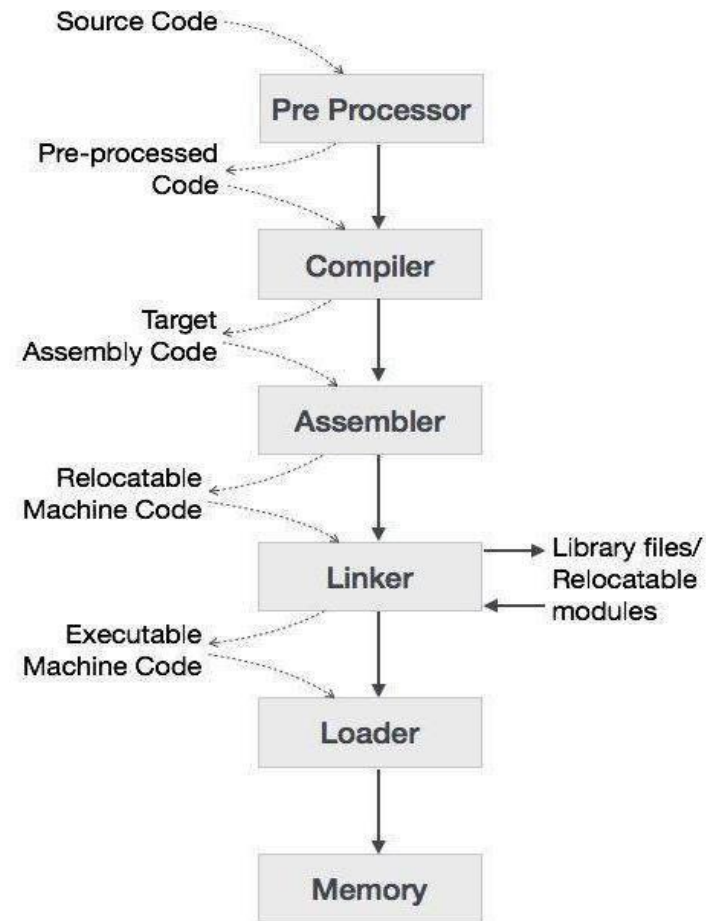 Source Code
Pre Processor
Pre-processed
Code
Compiler
Target
Assembly Code
Assembler
Relocatable
Machine Code
Linker
Library files/
Relocatable
modules
Executable
Machine Code
Loader
Memory